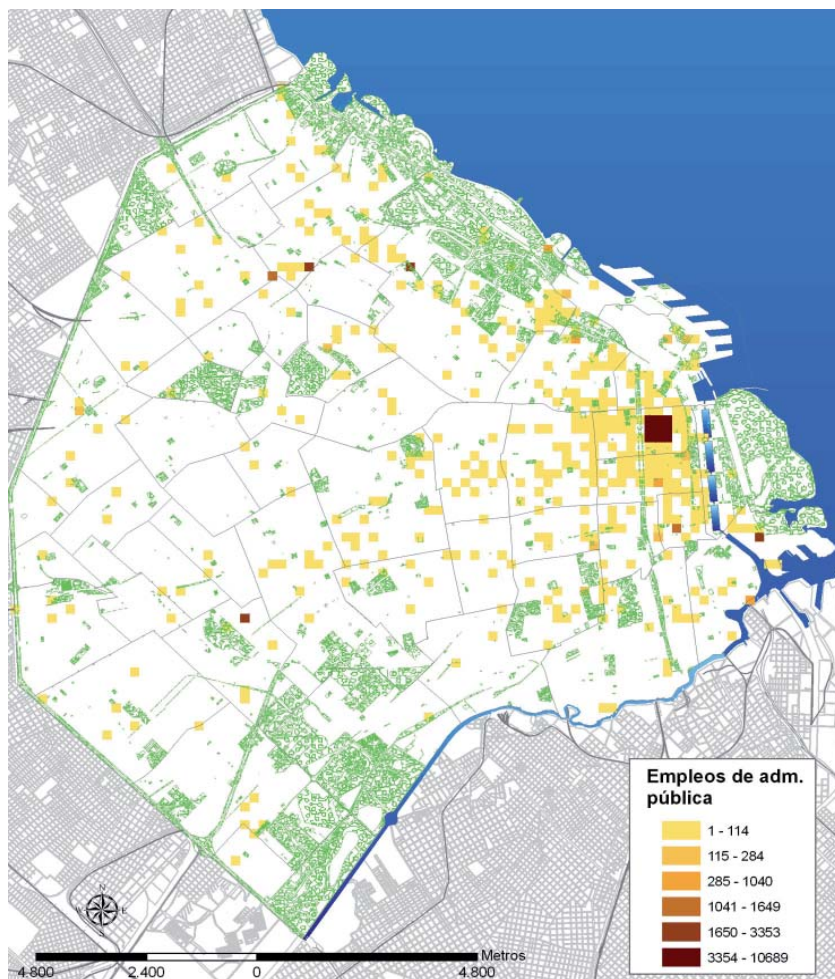 N
E
S
Metros
4.800
2.400
0
4.800
Empleos de adm.
pública
1 - 114
115 - 284
285 - 1040
1041 - 1649
1650 - 3353
3354 - 10689